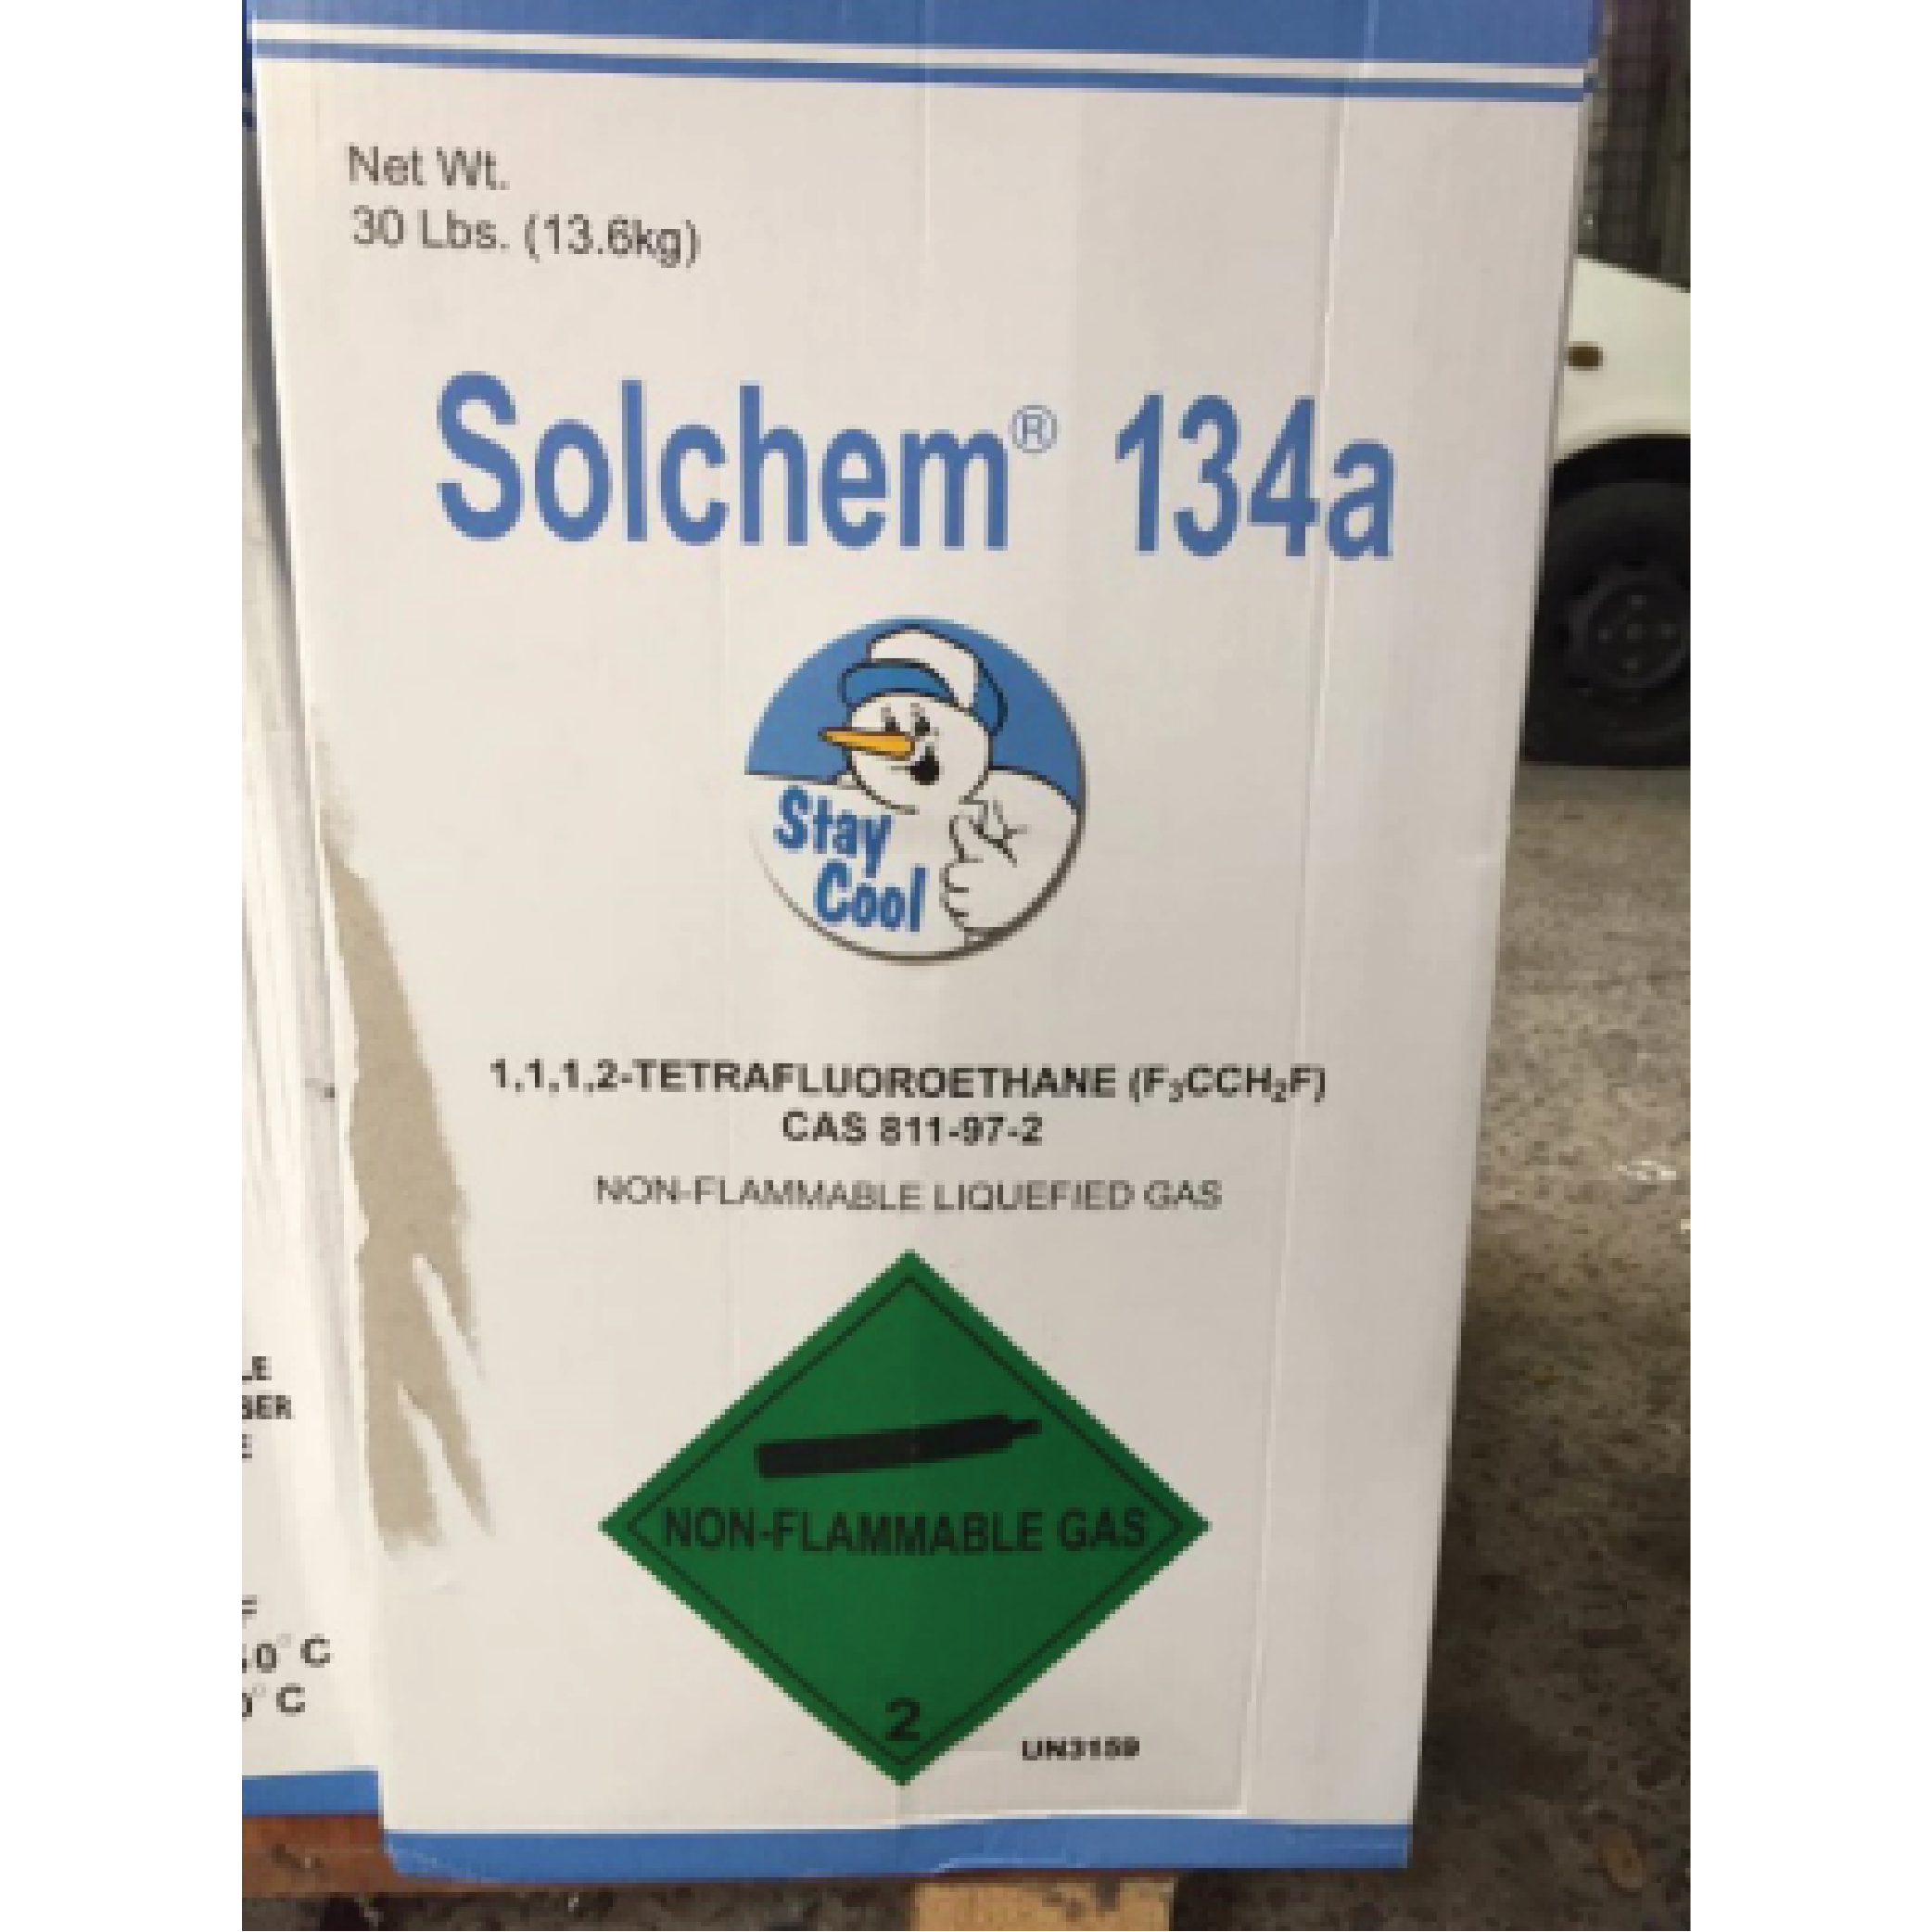 Net Wt.
30 Lbs. (13.6kg)
Solchem® 134a
Stay
Cool
1,1,1,2-TETRAFLUOROETHANE (F₃CCH₂F)
CAS 811-97-2
NON-FLAMMABLE LIQUEFIED GAS
NON-FLAMMABLE GAS
2
UN3159